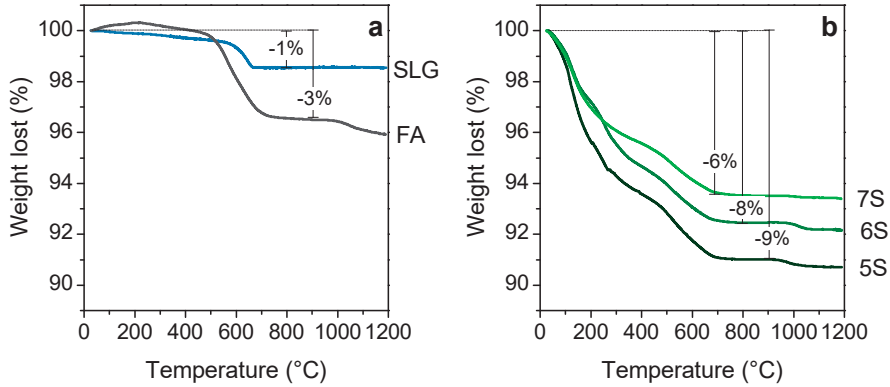 a
100
98
96
94
92
90
Weight lost (%)
-1%
-3%
SLG
FA
0 200 400 600 800 1000 1200
Temperature (°C)
b
100
98
96
94
92
90
Weight lost (%)
-6%
-8%
-9%
7S
6S
5S
0 200 400 600 800 1000 1200
Temperature (°C)